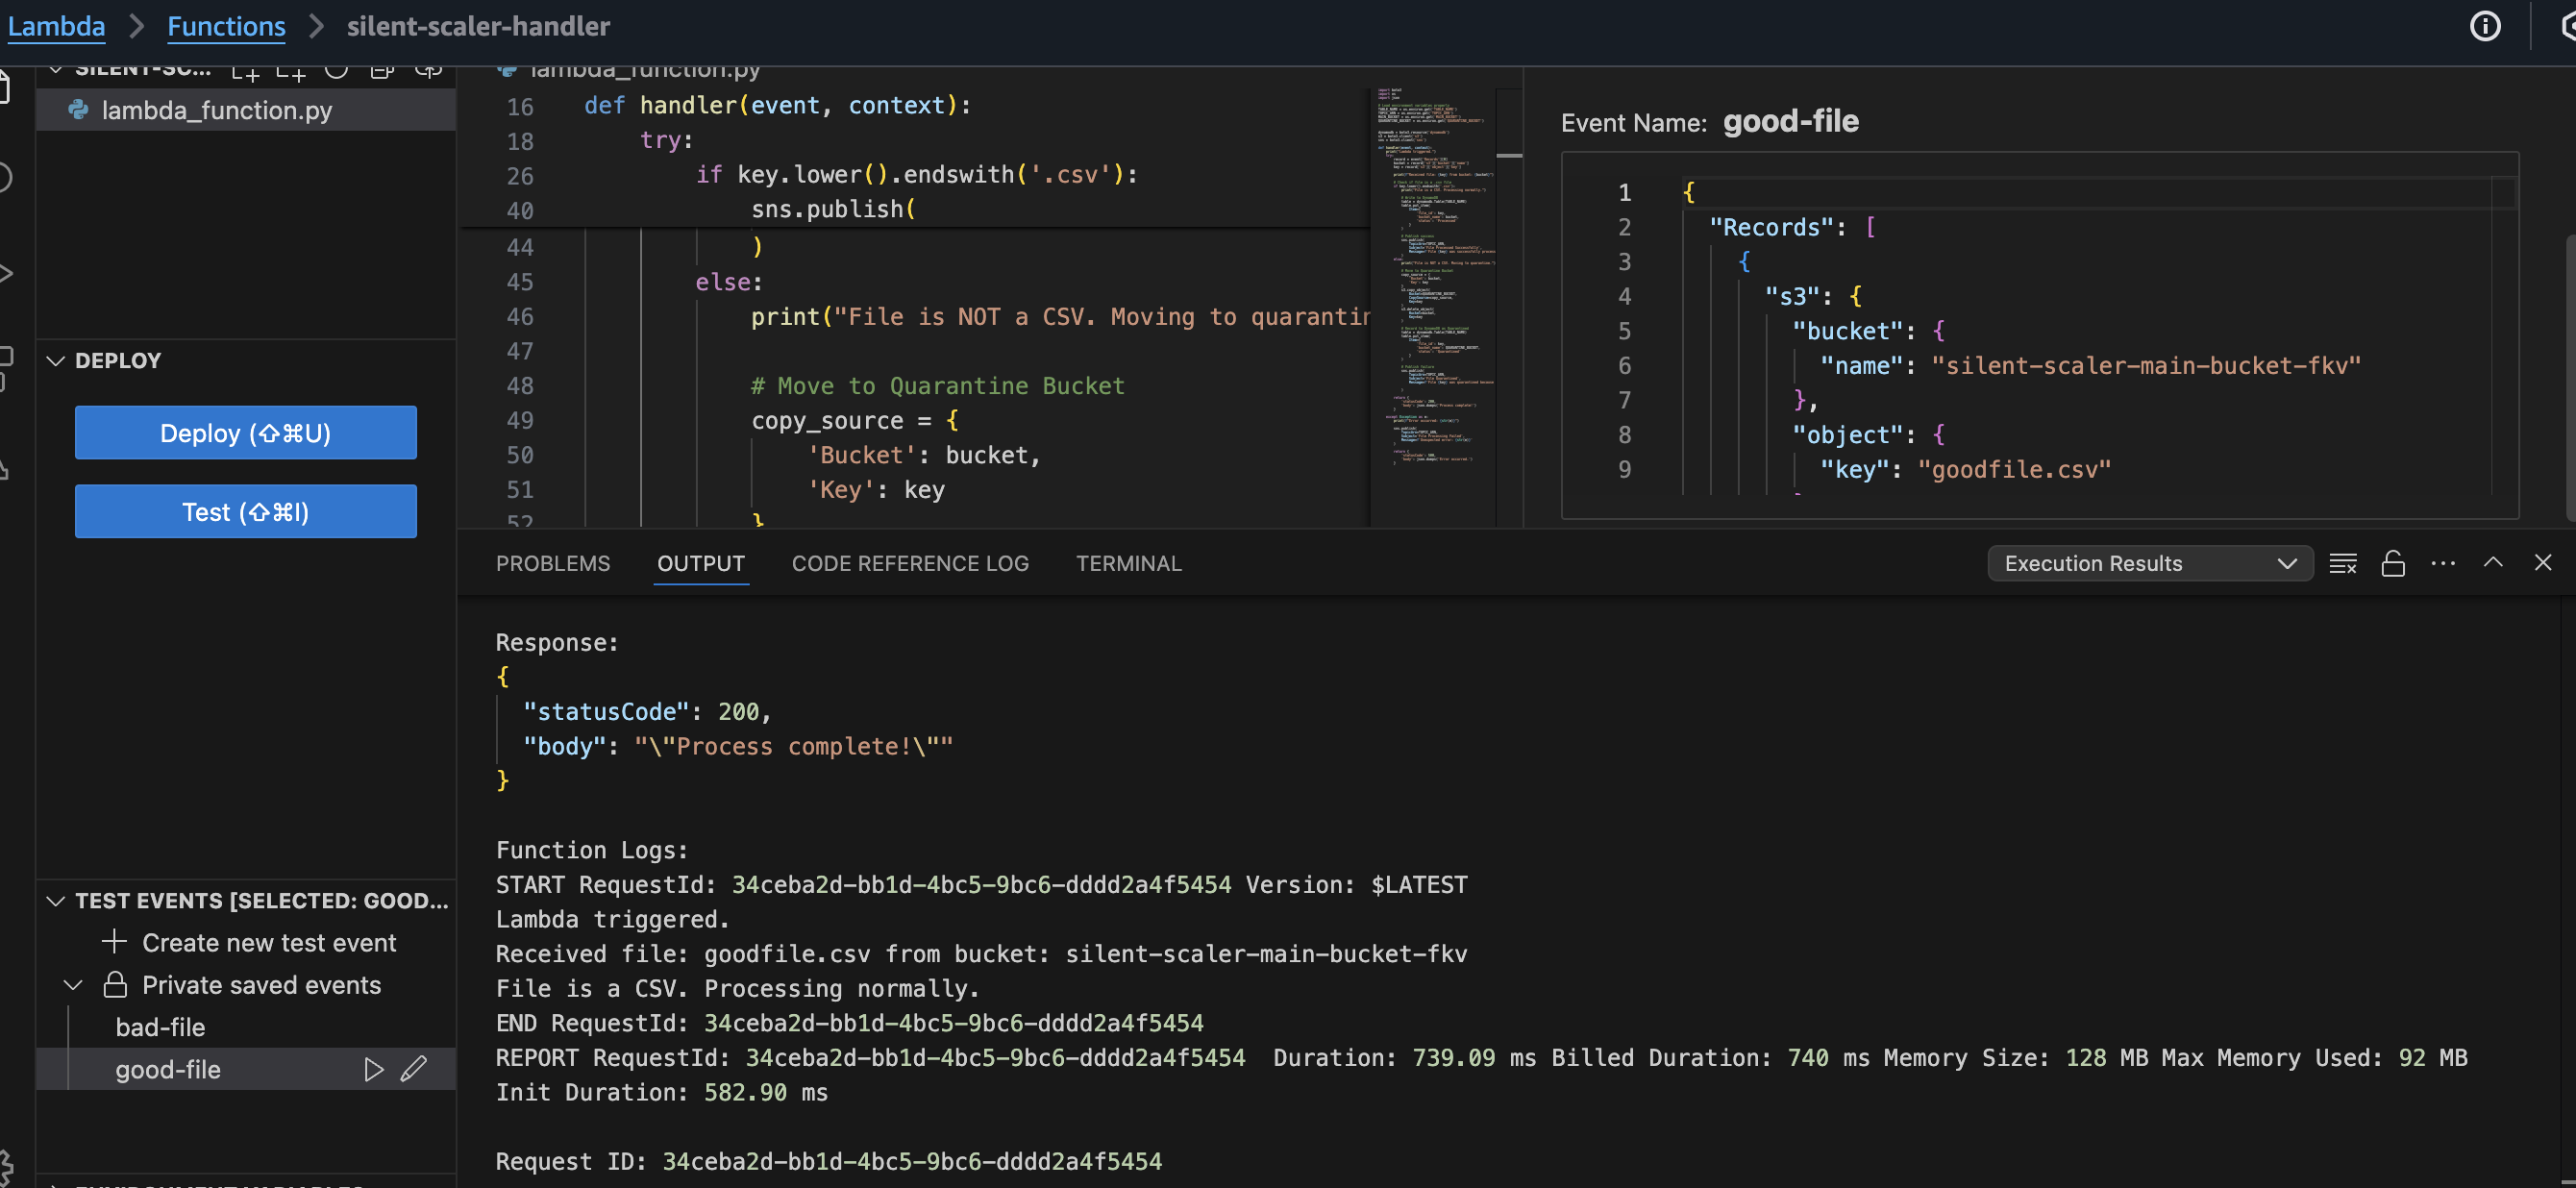 Lambda > Functions > silent-scaler-handler
SILENT-SC...
lambda_function.py
DEPLOY
Deploy (⇧⌘U)
Test (⇧⌘I)
TEST EVENTS [SELECTED: GOOD...
Create new test event
Private saved events
bad-file
good-file
ENVIRONMENT VARIABLES
lambda_function.py
16 def handler(event, context):
18 try:
26 if key.lower().endswith('.csv'):
40 sns.publish(
44 )
45 else:
46 print("File is NOT a CSV. Moving to quarantin
47
48 # Move to Quarantine Bucket
49 copy_source = {
50 'Bucket': bucket,
51 'Key': key
52 }
Event Name: good-file
1 {
2 "Records": [
3 {
4 "s3": {
5 "bucket": {
6 "name": "silent-scaler-main-bucket-fkv"
7 },
8 "object": {
9 "key": "goodfile.csv"
PROBLEMS OUTPUT CODE REFERENCE LOG TERMINAL
Execution Results
Response:
{
"statusCode": 200,
"body": "\"Process complete!\""
}
Function Logs:
START RequestId: 34ceba2d-bb1d-4bc5-9bc6-dddd2a4f5454 Version: $LATEST
Lambda triggered.
Received file: goodfile.csv from bucket: silent-scaler-main-bucket-fkv
File is a CSV. Processing normally.
END RequestId: 34ceba2d-bb1d-4bc5-9bc6-dddd2a4f5454
REPORT RequestId: 34ceba2d-bb1d-4bc5-9bc6-dddd2a4f5454 Duration: 739.09 ms Billed Duration: 740 ms Memory Size: 128 MB Max Memory Used: 92 MB
Init Duration: 582.90 ms
Request ID: 34ceba2d-bb1d-4bc5-9bc6-dddd2a4f5454